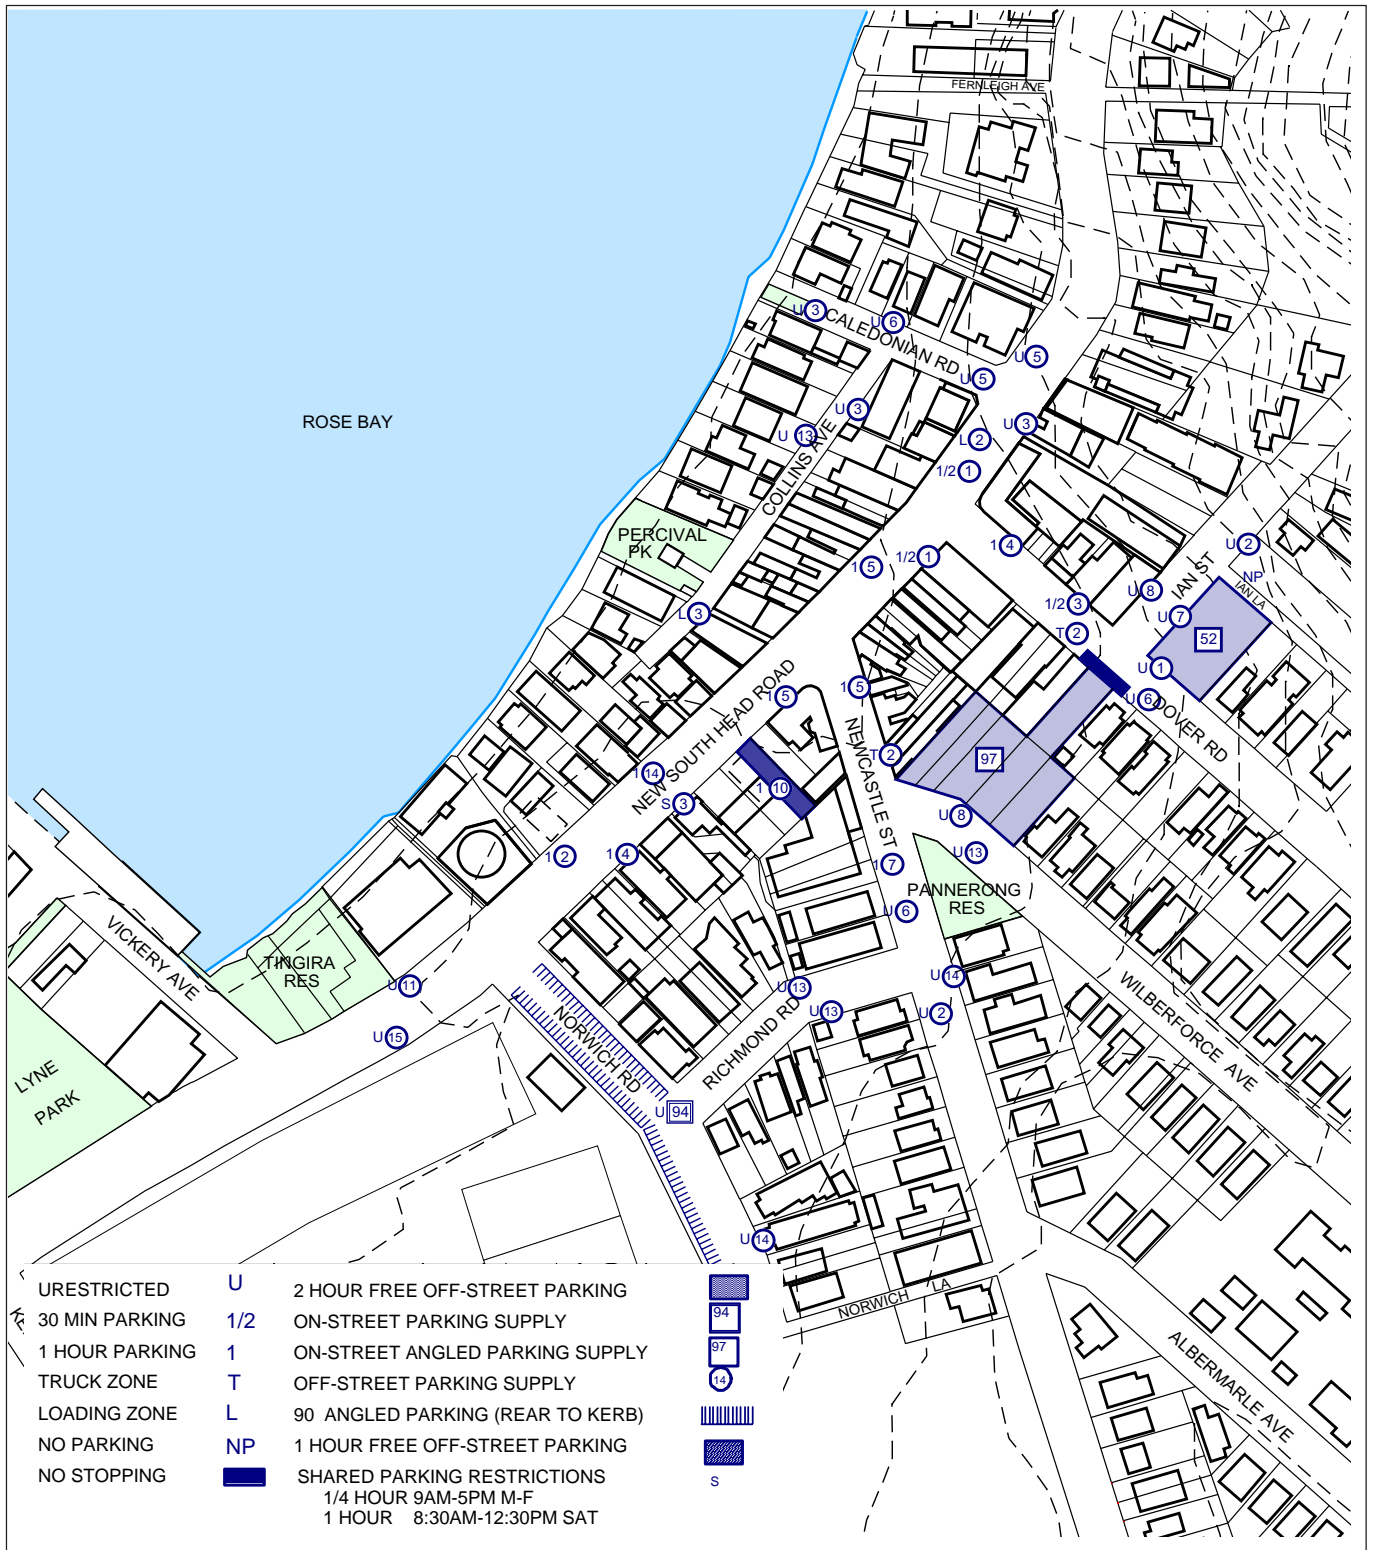 FERNLEIGH AVE
U 3
CALEDONIAN RD
U 6
U 5
U 5
ROSE BAY
U 3
U 13
COLLINS AVE
L 2
U 3
1/2 1
PERCIVAL
PK
1 5
1/2 1
1 4
U 2
NP
IAN LA
IAN ST
U 8
1/2 3
U 7
T 2
52
L 3
U 1
U 6
DOVER RD
NEW SOUTH HEAD ROAD
1 5
1 5
NEWCASTLE ST
T 2
97
1 14
S 3
1 10
U 8
1 2
1 4
1 7
U 13
PANNERONG
RES
U 6
VICKERY AVE
TINGIRA
RES
U 11
U 15
U 14
U 13
U 13
U 2
NORWICH RD
RICHMOND RD
WILBERFORCE AVE
LYNE
PARK
U 94
U 14
NORWICH LA
ALBERMARLE AVE
URESTRICTED U 2 HOUR FREE OFF-STREET PARKING
30 MIN PARKING 1/2 ON-STREET PARKING SUPPLY 94
1 HOUR PARKING 1 ON-STREET ANGLED PARKING SUPPLY 97
TRUCK ZONE T OFF-STREET PARKING SUPPLY 14
LOADING ZONE L 90 ANGLED PARKING (REAR TO KERB)
NO PARKING NP 1 HOUR FREE OFF-STREET PARKING
NO STOPPING SHARED PARKING RESTRICTIONS S
1/4 HOUR 9AM-5PM M-F
1 HOUR 8:30AM-12:30PM SAT